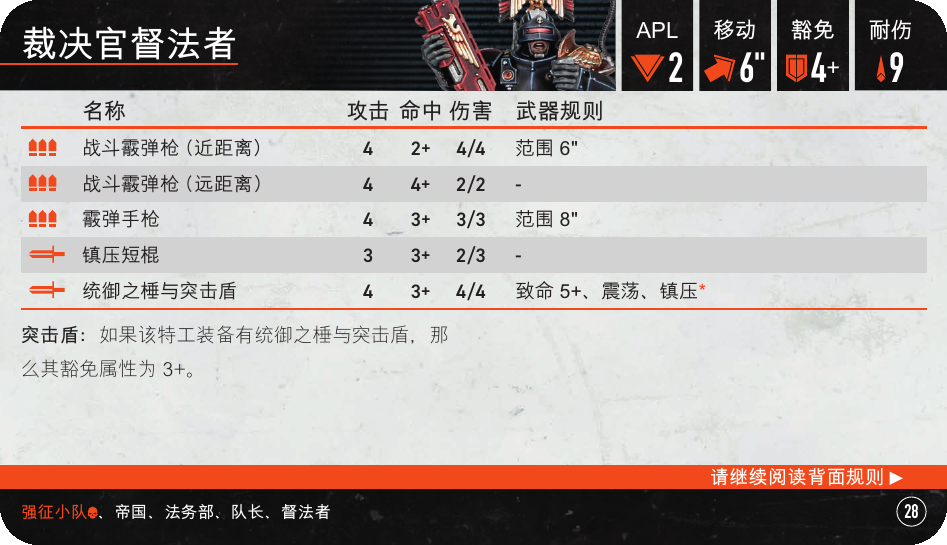 裁决官督法者
APL 移动 豁免 耐伤
2 6" 4+ 9
名称 攻击 命中 伤害 武器规则
战斗霰弹枪（近距离） 4 2+ 4/4 范围 6"
战斗霰弹枪（远距离） 4 4+ 2/2 -
霰弹手枪 4 3+ 3/3 范围 8"
镇压短棍 3 3+ 2/3 -
统御之棰与突击盾 4 3+ 4/4 致命 5+、震荡、镇压*
突击盾：如果该特工装备有统御之棰与突击盾，那
么其豁免属性为 3+。
请继续阅读背面规则 ▶
强征小队、帝国、法务部、队长、督法者
28